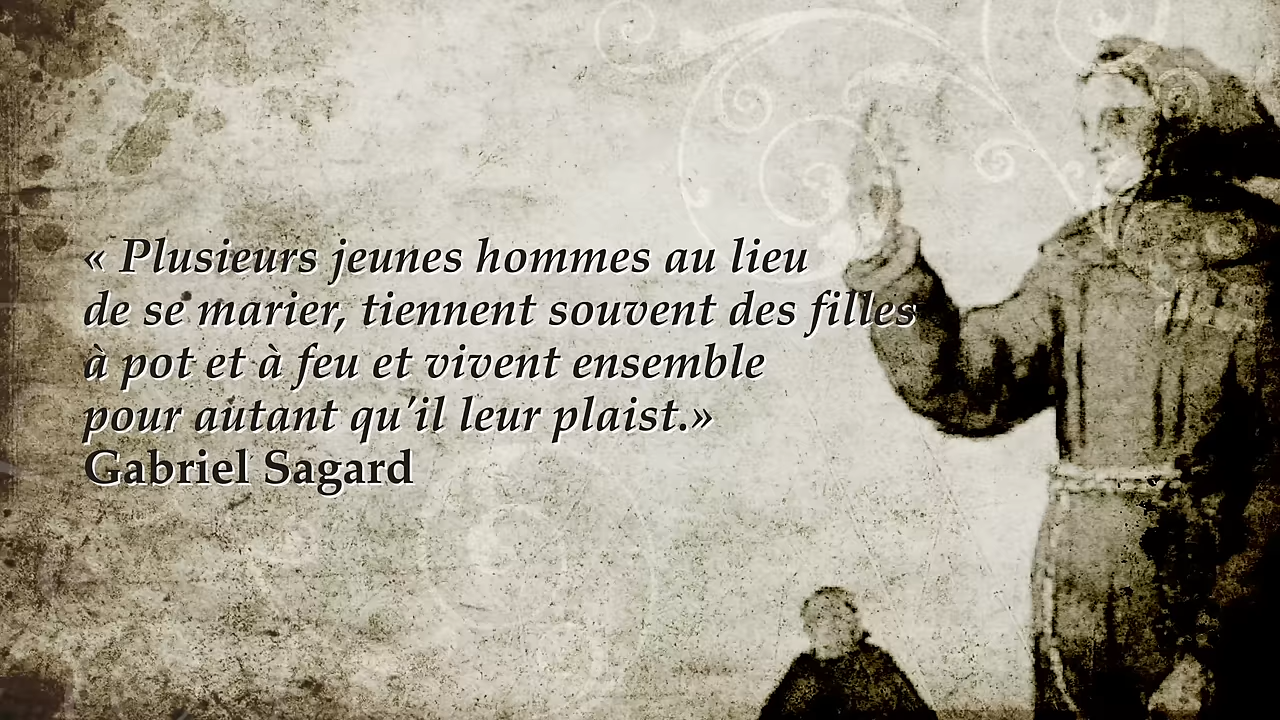 « Plusieurs jeunes hommes au lieu
de se marier, tiennent souvent des filles
à pot et à feu et vivent ensemble
pour autant qu'il leur plaist.»
Gabriel Sagard